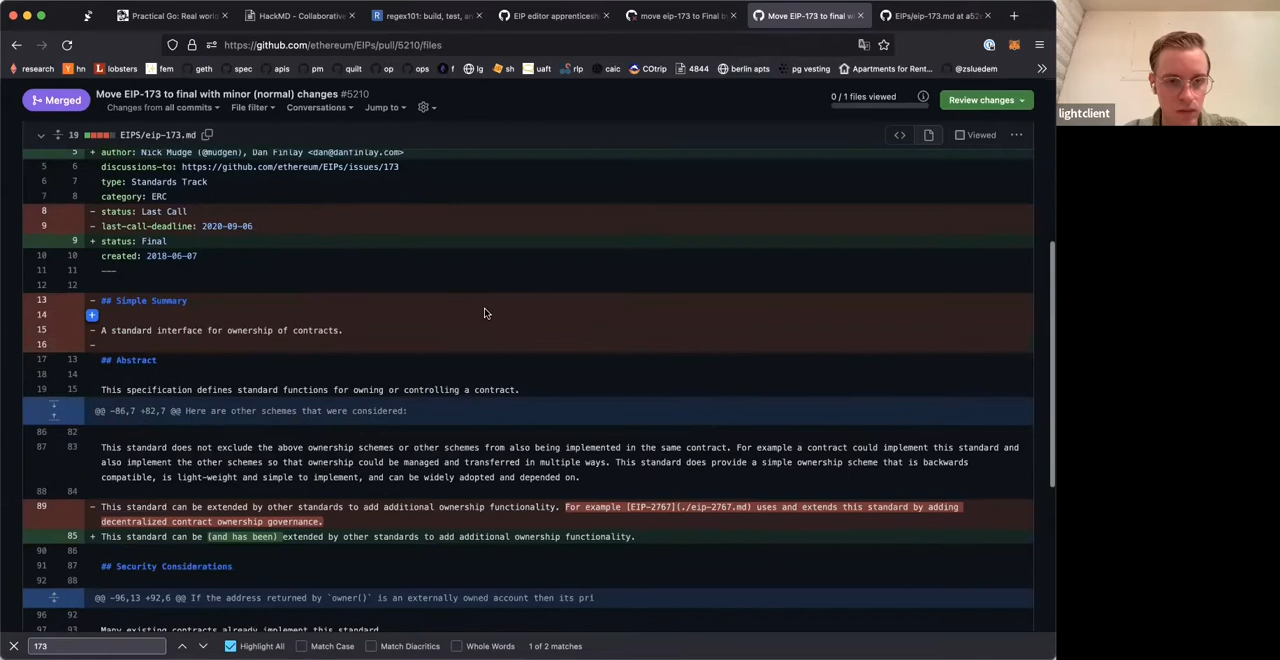 Practical Go: Real world
HackMD - Collaborative
regex101: build, test, an
EIP editor apprenticesh
move eip-173 to Final by
Move EIP-173 to final w
EIPs/eip-173.md at a52
https://github.com/ethereum/EIPs/pull/5210/files
research
hn
lobsters
fem
geth
spec
apis
pm
quilt
op
ops
f
lg
sh
uaft
rlp
caic
COtrip
4844
berlin apts
pg vesting
Apartments for Rent...
@zsluedem
Merged
Move EIP-173 to final with minor (normal) changes #5210
Changes from all commits
File filter
Conversations
Jump to
0 / 1 files viewed
Review changes
lightclient
19
EIPS/eip-173.md
Viewed
5 + author: Nick Mudge (@mudgen), Dan Finlay <dan@danfinlay.com>
5 6 discussions-to: https://github.com/ethereum/EIPs/issues/173
6 7 type: Standards Track
7 8 category: ERC
8 - status: Last Call
9 - last-call-deadline: 2020-09-06
9 + status: Final
10 10 created: 2018-06-07
11 11 ---
12 12
13 - ## Simple Summary
14
15 - A standard interface for ownership of contracts.
16 -
17 13 ## Abstract
18 14
19 15 This specification defines standard functions for owning or controlling a contract.
@@ -86,7 +82,7 @@ Here are other schemes that were considered:
86 82
87 83 This standard does not exclude the above ownership schemes or other schemes from also being implemented in the same contract. For example a contract could implement this standard and
also implement the other schemes so that ownership could be managed and transferred in multiple ways. This standard does provide a simple ownership scheme that is backwards
compatible, is light-weight and simple to implement, and can be widely adopted and depended on.
88 84
89 - This standard can be extended by other standards to add additional ownership functionality. For example [EIP-2767](./eip-2767.md) uses and extends this standard by adding
decentralized contract ownership governance.
85 + This standard can be (and has been) extended by other standards to add additional ownership functionality.
90 86
91 87 ## Security Considerations
92 88
@@ -96,13 +92,6 @@ If the address returned by `owner()` is an externally owned account then its pri
96 92
97 93 Many existing contracts already implement this standard.
173
Highlight All
Match Case
Match Diacritics
Whole Words
1 of 2 matches